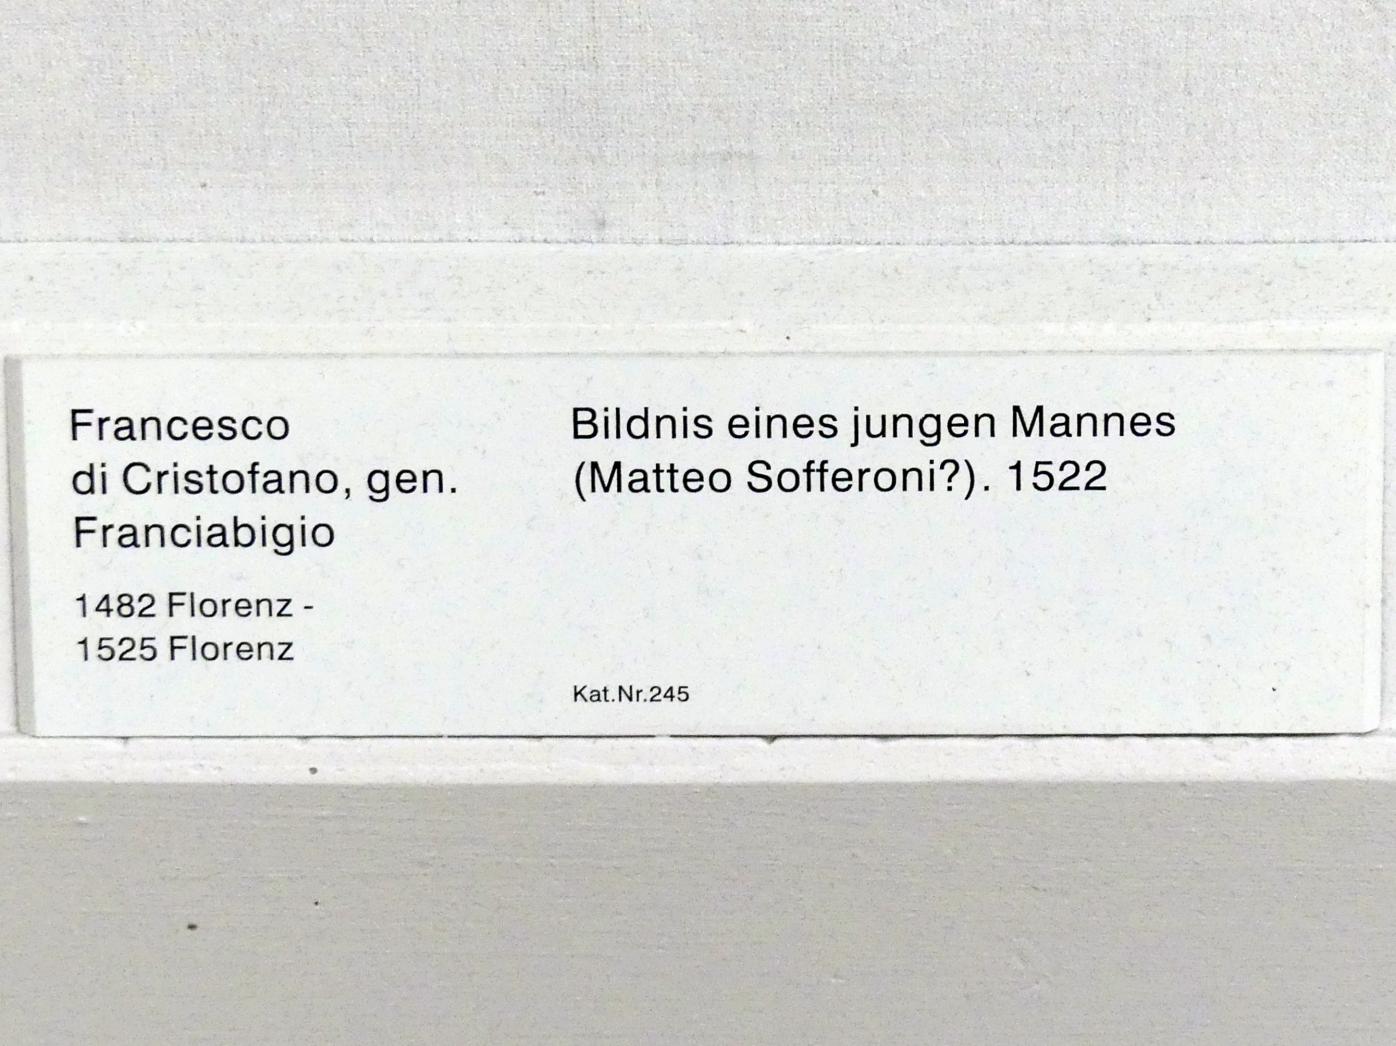 Francesco
di Cristofano, gen.
Franciabigio
1482 Florenz -
1525 Florenz
Bildnis eines jungen Mannes
(Matteo Sofferoni?). 1522
Kat.Nr.245